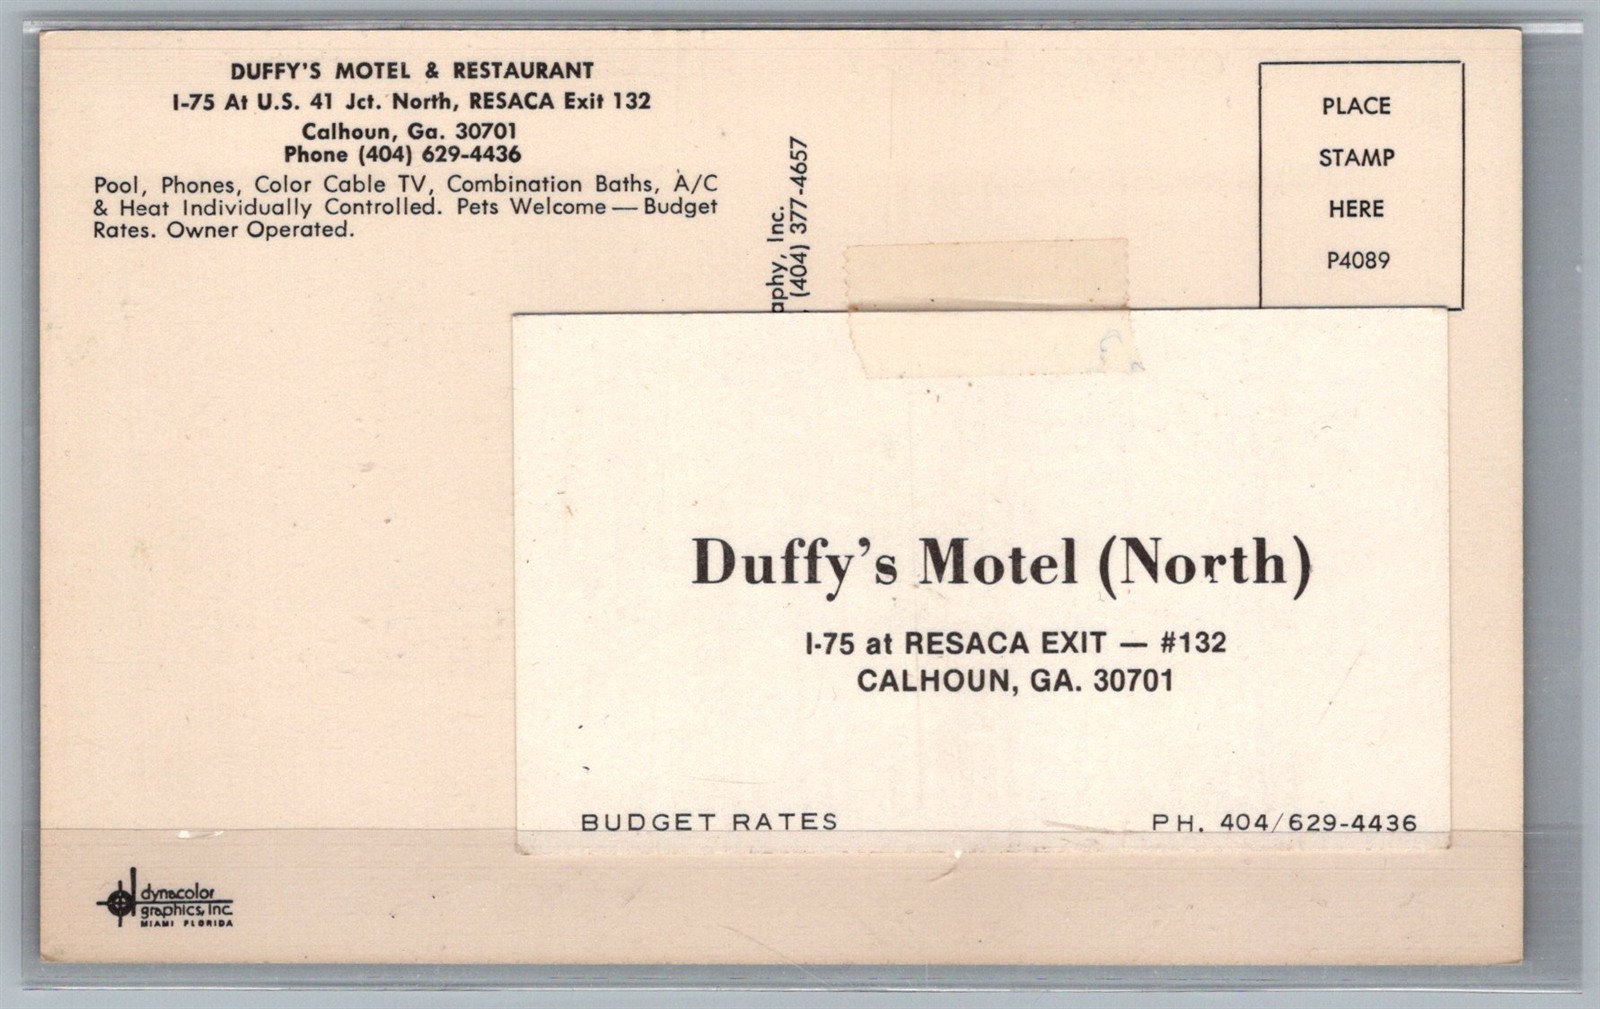 DUFFY'S MOTEL & RESTAURANT
I-75 At U.S. 41 Jct. North, RESACA Exit 132
Calhoun, Ga. 30701
Phone (404) 629-4436
Pool, Phones, Color Cable TV, Combination Baths, A/C
& Heat Individually Controlled. Pets Welcome — Budget
Rates. Owner Operated.
aphy, Inc.
(404) 377-4657
PLACE
STAMP
HERE
P4089
Duffy's Motel (North)
I-75 at RESACA EXIT — #132
CALHOUN, GA. 30701
BUDGET RATES
PH. 404/629-4436
dynacolor
graphics, Inc.
MIAMI FLORIDA